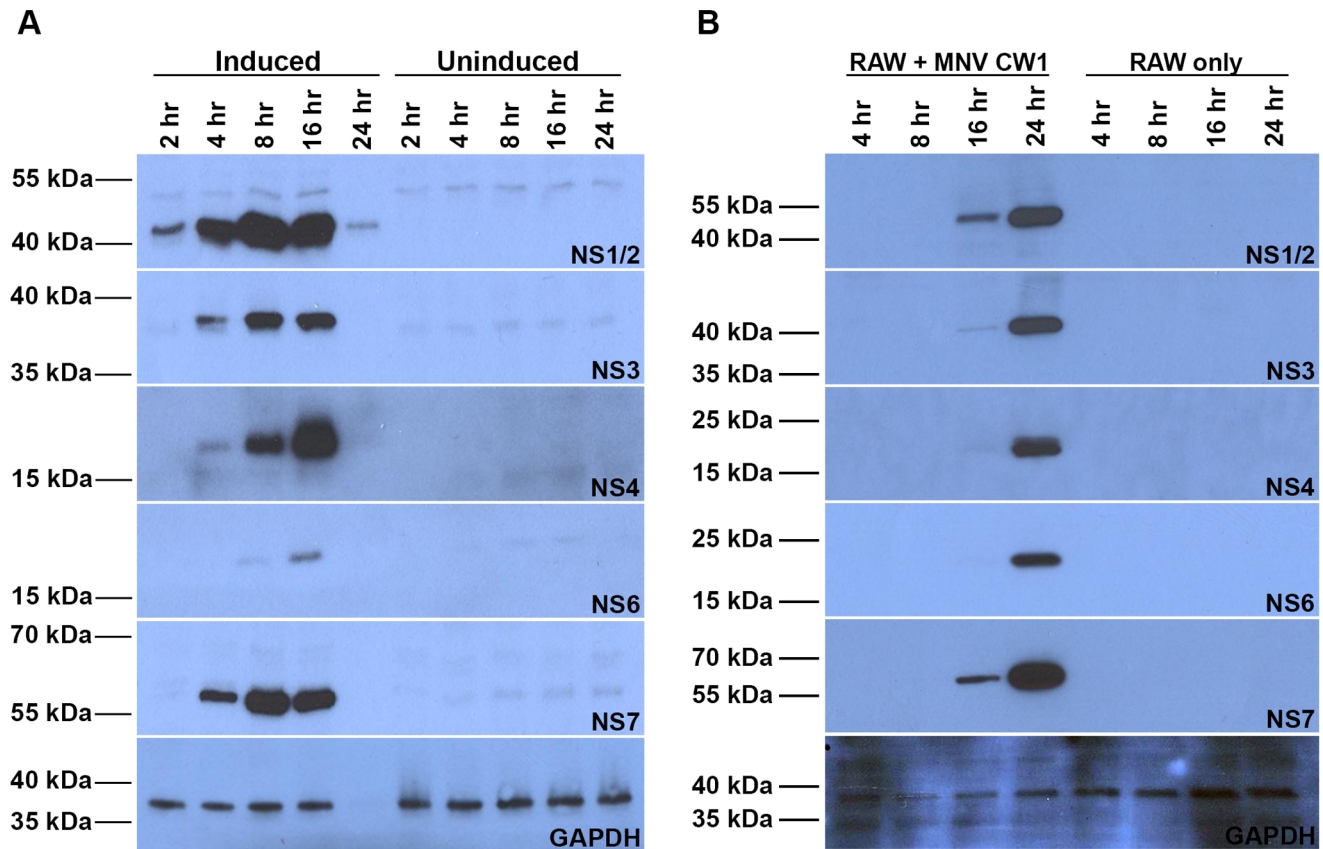 A
Induced
Uninduced
2 hr
4 hr
8 hr
16 hr
24 hr
2 hr
4 hr
8 hr
16 hr
24 hr
55 kDa
40 kDa
NS1/2
40 kDa
35 kDa
NS3
15 kDa
NS4
15 kDa
NS6
70 kDa
55 kDa
NS7
40 kDa
35 kDa
GAPDH
B
RAW + MNV CW1
RAW only
4 hr
8 hr
16 hr
24 hr
4 hr
8 hr
16 hr
24 hr
55 kDa
40 kDa
NS1/2
40 kDa
35 kDa
NS3
25 kDa
15 kDa
NS4
25 kDa
15 kDa
NS6
70 kDa
55 kDa
NS7
40 kDa
35 kDa
GAPDH